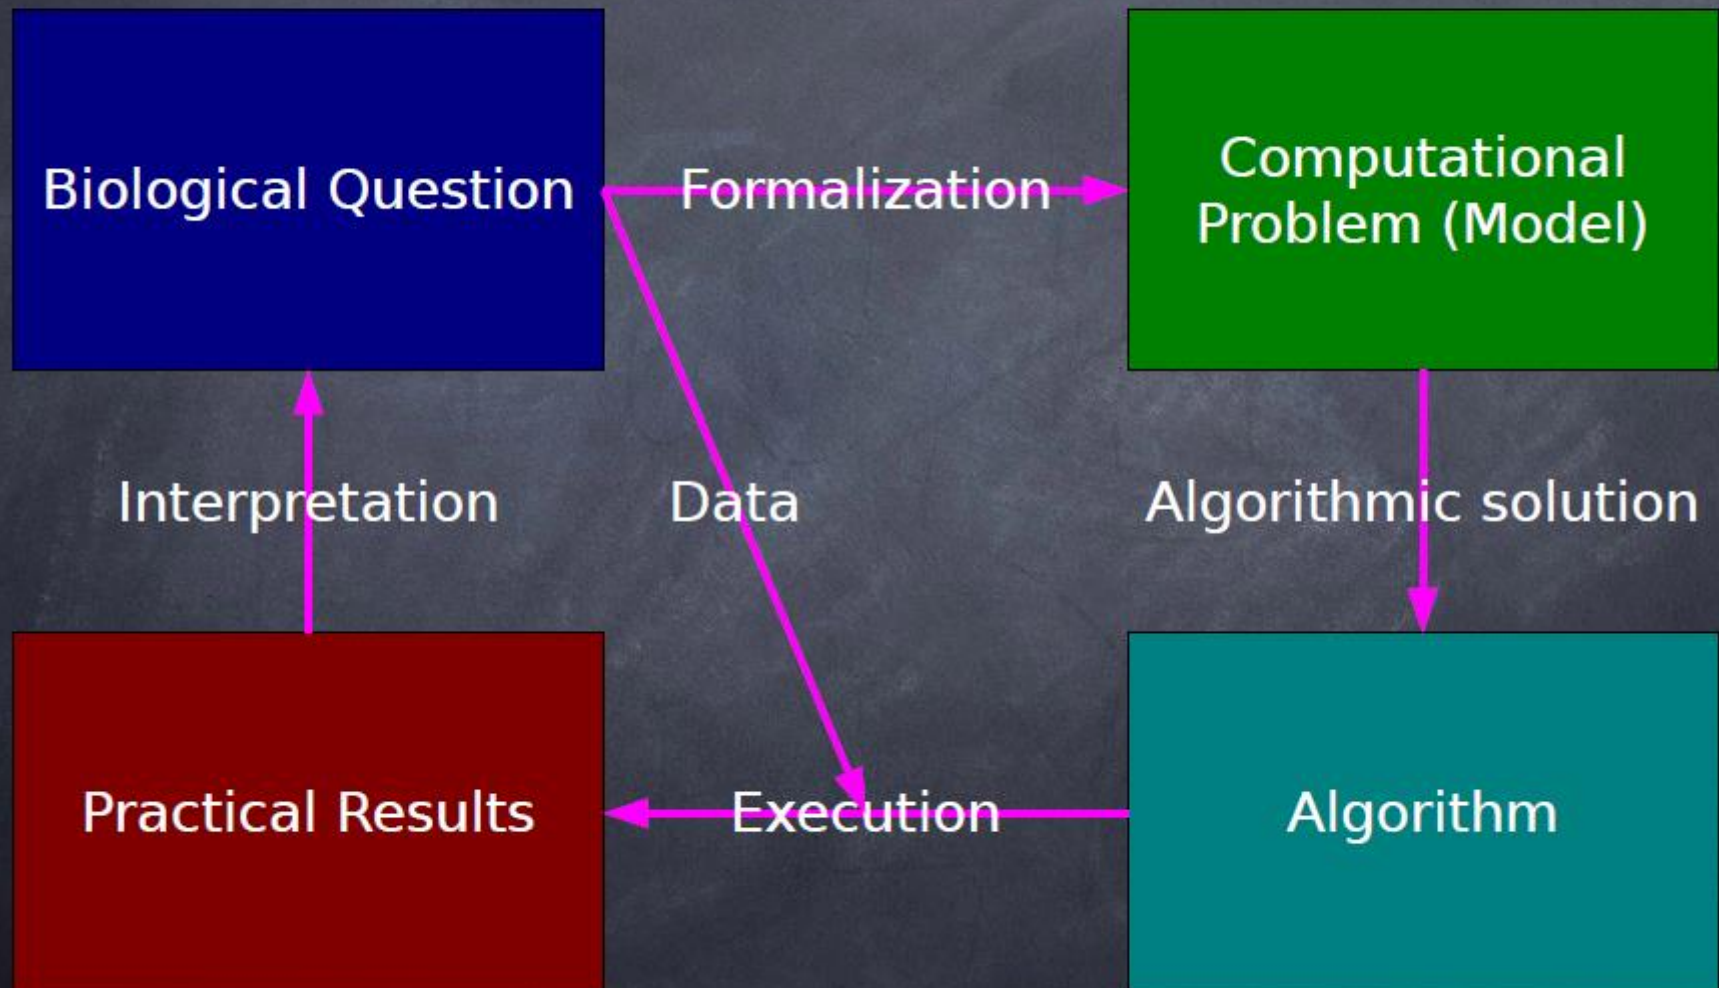 Biological Question
Formalization
Computational
Problem (Model)
Interpretation
Data
Algorithmic solution
Practical Results
Execution
Algorithm